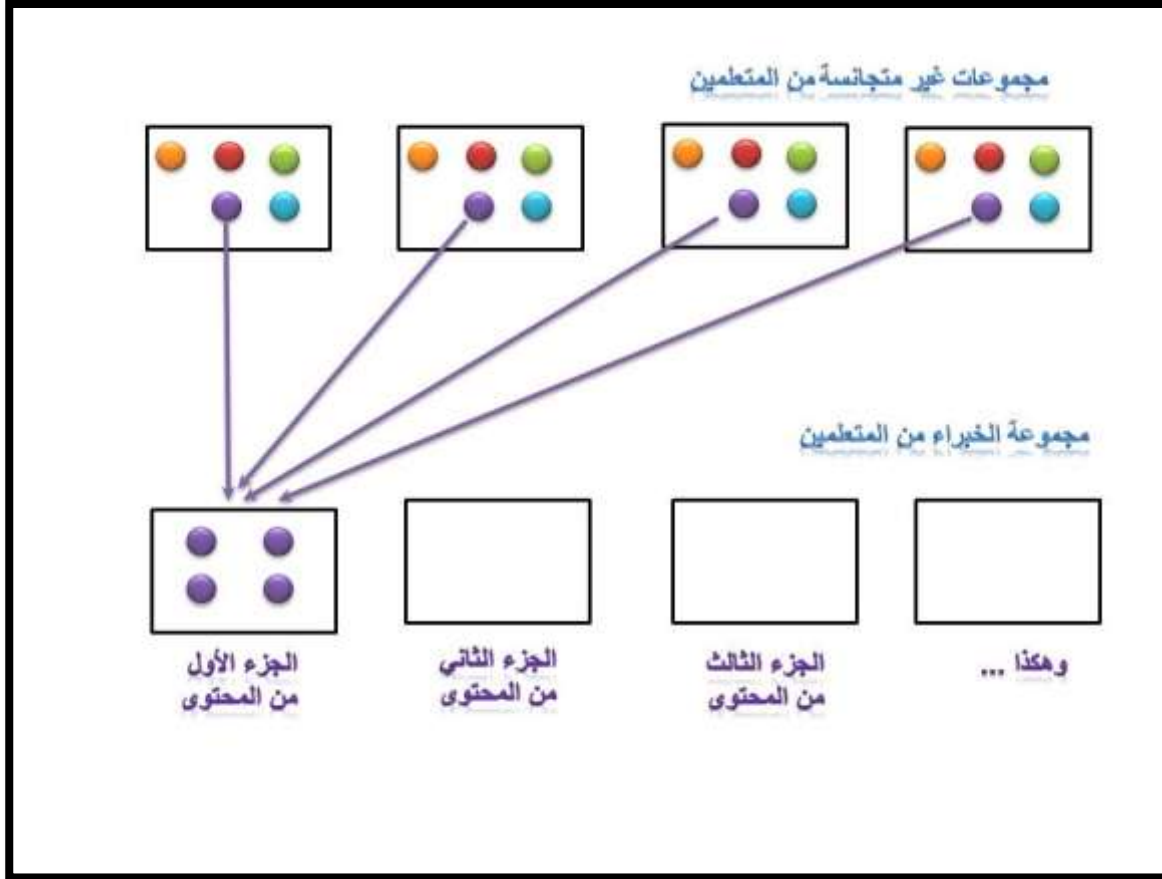 مجموعات غير متجانسة من المتعلمين
مجموعة الخبراء من المتعلمين
الجزء الأول
من المحتوى
الجزء الثاني
من المحتوى
الجزء الثالث
من المحتوى
وهكذا ...